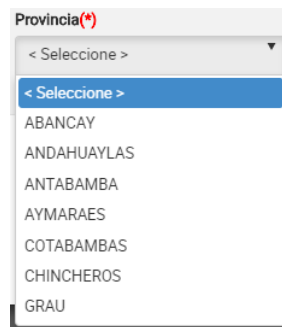 Provincia(*)
< Seleccione >
< Seleccione >
ABANCAY
ANDAHUAYLAS
ANTABAMBA
AYMARAES
COTABAMBAS
CHINCHEROS
GRAU